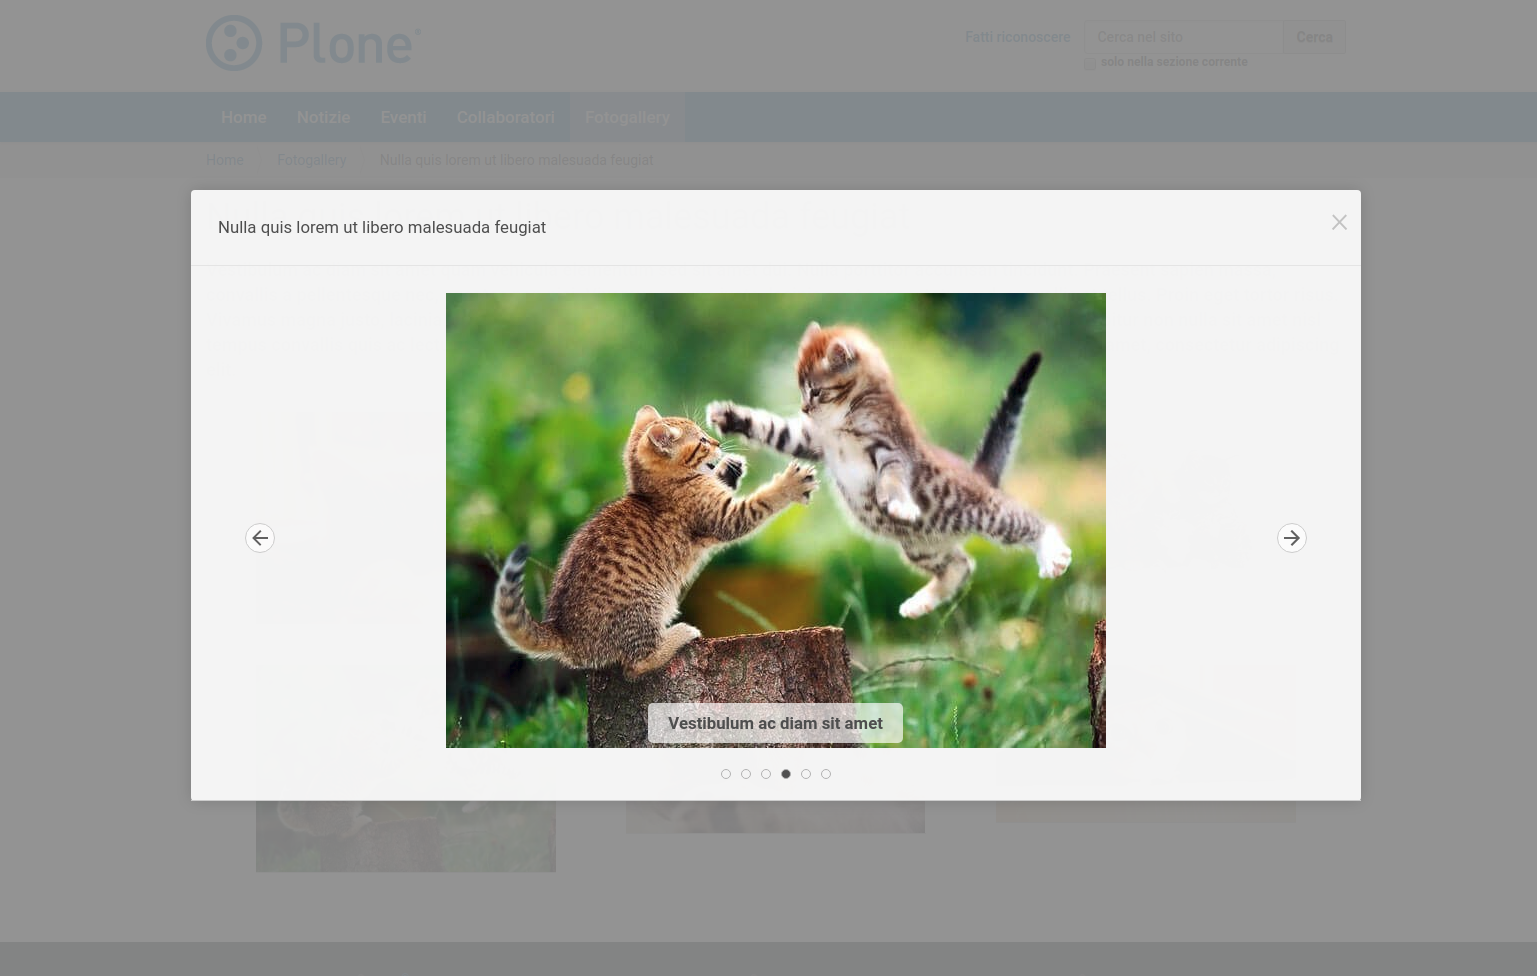 Plone®
Fatti riconoscere
Cerca nel sito
Cerca
solo nella sezione corrente
Home
Notizie
Eventi
Collaboratori
Fotogallery
Home
Fotogallery
Nulla quis lorem ut libero malesuada feugiat
Nulla quis lorem ut libero malesuada feugiat
Vestibulum ac diam sit amet